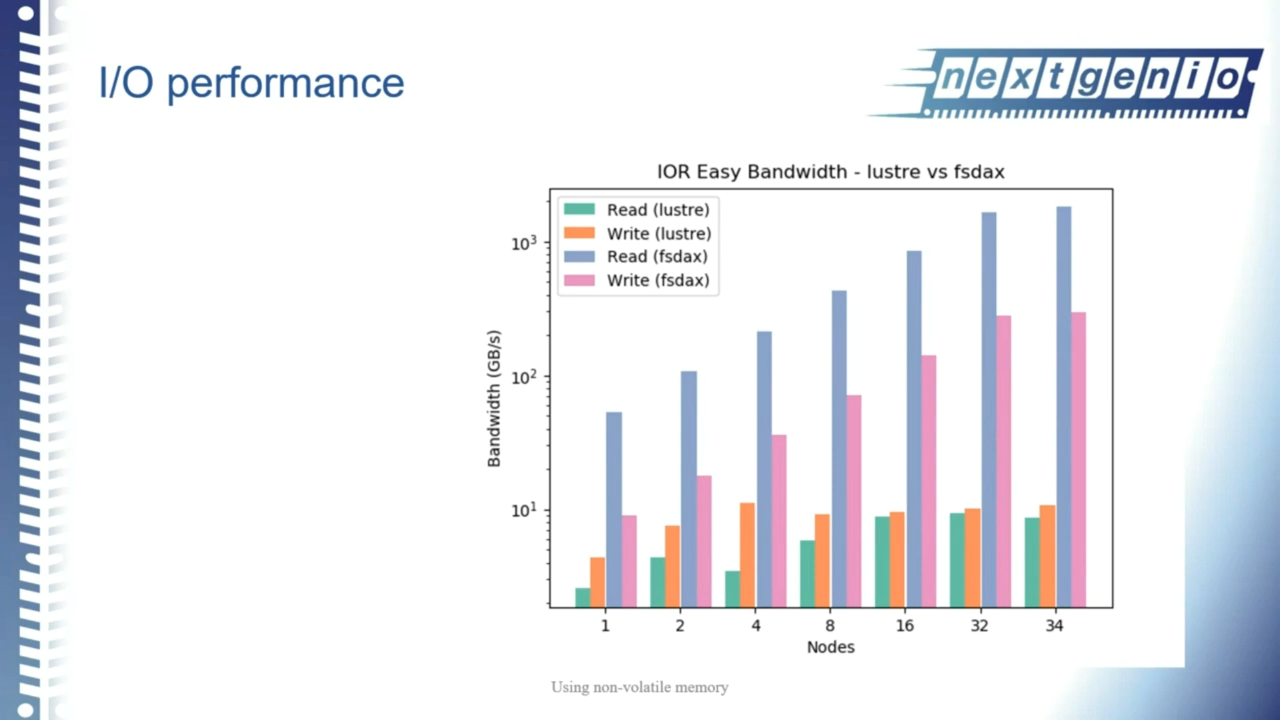 I/O performance
nextgenio
IOR Easy Bandwidth - lustre vs fsdax
Read (lustre)
Write (lustre)
Read (fsdax)
Write (fsdax)
10³
10²
10¹
Bandwidth (GB/s)
1 2 4 8 16 32 34
Nodes
Using non-volatile memory